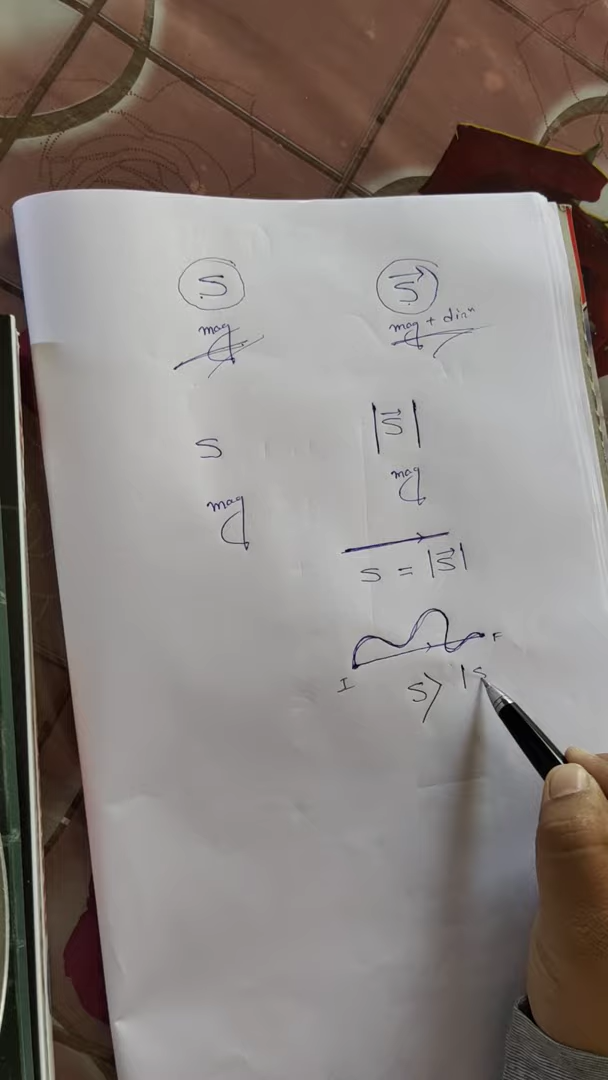 S S⃗
mag mag + dirⁿ
S |S⃗|
mag mag
S = |S⃗|
I F
S > |S